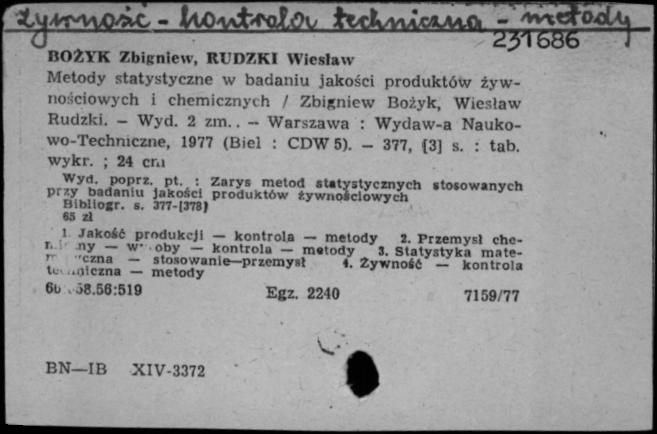 żywność - kontrola techniczna - metody
231686
BOŻYK Zbigniew, RUDZKI Wiesław
Metody statystyczne w badaniu jakości produktów żyw-
nościowych i chemicznych / Zbigniew Bożyk, Wiesław
Rudzki. — Wyd. 2 zm.. — Warszawa : Wydaw-a Nauko-
wo-Techniczne, 1977 (Biel : CDW 5). — 377, [3] s. : tab.
wykr. ; 24 cm
Wyd. poprz. pt. : Zarys metod statystycznych stosowanych
przy badaniu jakości produktów żywnościowych
Bibliogr. s. 377-[378]
65 zł
1. Jakość produkcji — kontrola — metody 2. Przemysł che-
— kontrola — metody 3. Statystyka mate-
— stosowanie—przemysł 4. Żywność — kontrola
— metody
58.56:519 Egz. 2240 7159/77
BN—IB XIV-3372